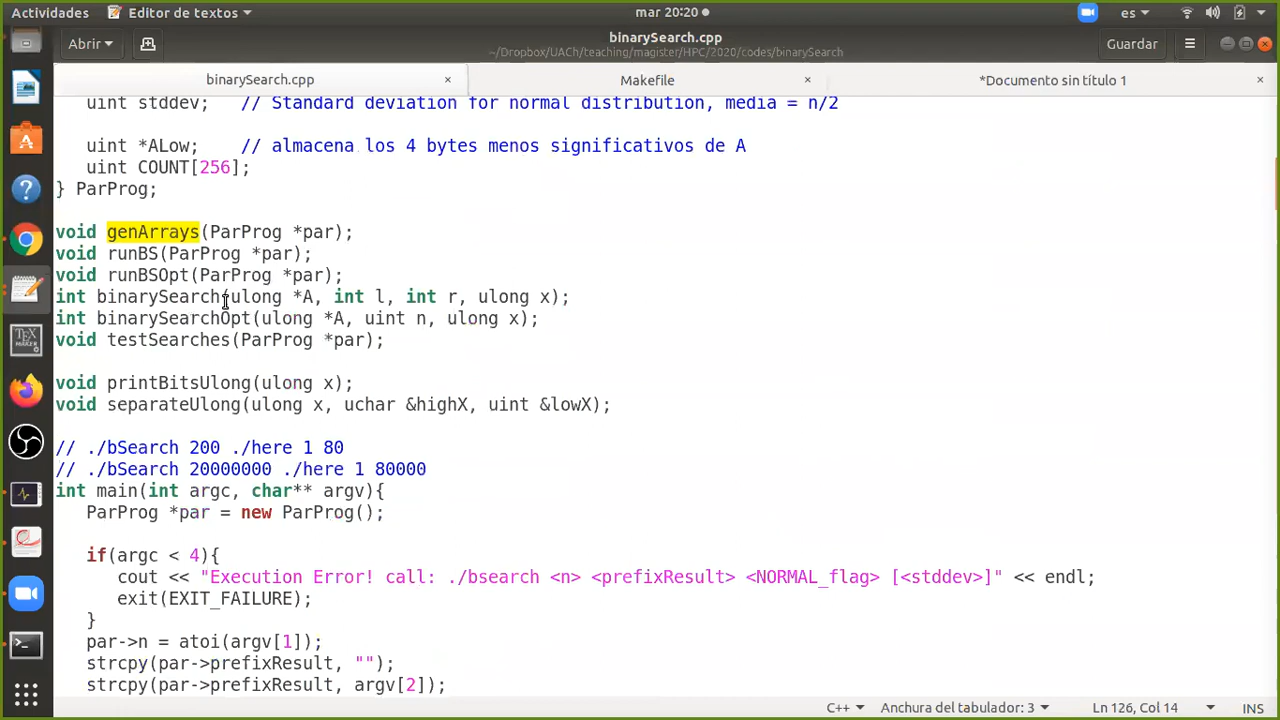 Actividades Editor de textos mar 20:20 es
Abrir binarySearch.cpp Guardar
~/Dropbox/UACh/teaching/magister/HPC/2020/codes/binarySearch
binarySearch.cpp × Makefile × *Documento sin título 1 ×
uint stddev; // Standard deviation for normal distribution, media = n/2
uint *ALow; // almacena los 4 bytes menos significativos de A
uint COUNT[256];
} ParProg;
void genArrays(ParProg *par);
void runBS(ParProg *par);
void runBSOpt(ParProg *par);
int binarySearch(ulong *A, int l, int r, ulong x);
int binarySearchOpt(ulong *A, uint n, ulong x);
void testSearches(ParProg *par);
void printBitsUlong(ulong x);
void separateUlong(ulong x, uchar &highX, uint &lowX);
// ./bSearch 200 ./here 1 80
// ./bSearch 20000000 ./here 1 80000
int main(int argc, char** argv){
ParProg *par = new ParProg();
if(argc < 4){
cout << "Execution Error! call: ./bsearch <n> <prefixResult> <NORMAL_flag> [<stddev>]" << endl;
exit(EXIT_FAILURE);
}
par->n = atoi(argv[1]);
strcpy(par->prefixResult, "");
strcpy(par->prefixResult, argv[2]);
C++ Anchura del tabulador: 3 Ln 126, Col 14 INS